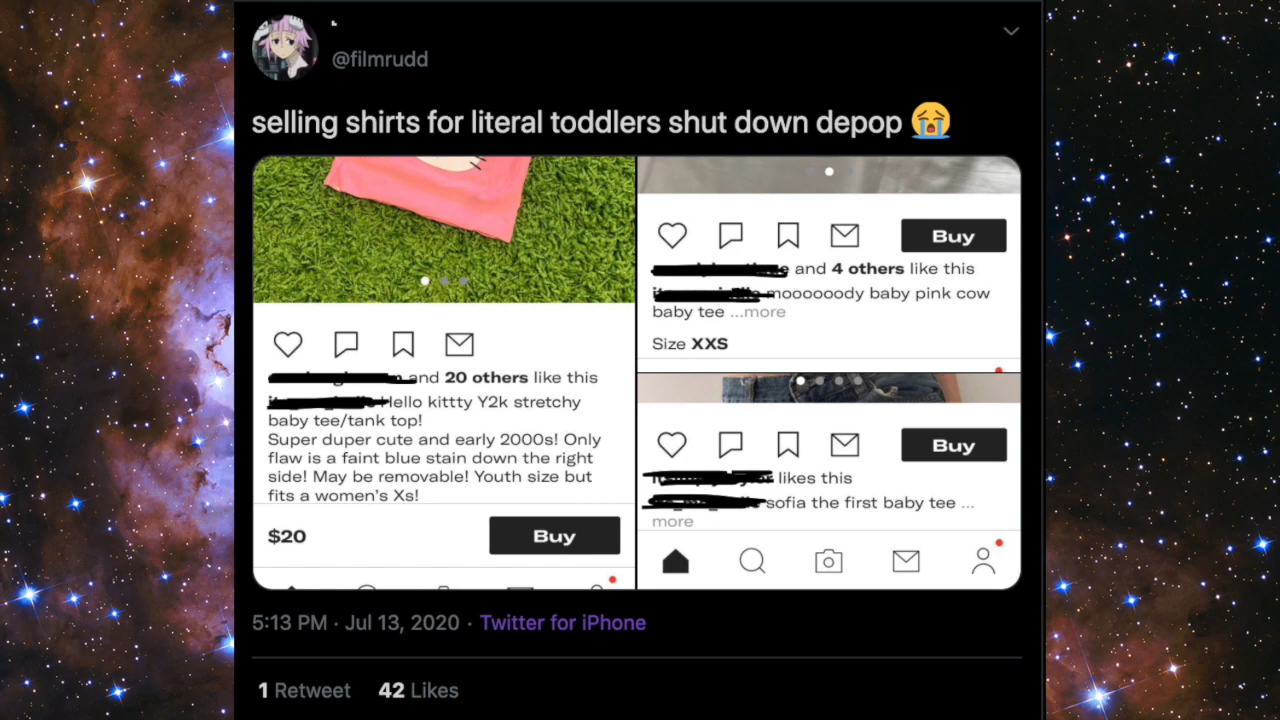 @filmrudd
selling shirts for literal toddlers shut down depop 😭
and 20 others like this
Hello kittty Y2k stretchy
baby tee/tank top!
Super duper cute and early 2000s! Only
flaw is a faint blue stain down the right
side! May be removable! Youth size but
fits a women's Xs!
$20
Buy
Buy
and 4 others like this
moooooody baby pink cow
baby tee ...more
Size XXS
Buy
likes this
sofia the first baby tee ...
more
5:13 PM · Jul 13, 2020 · Twitter for iPhone
1 Retweet 42 Likes